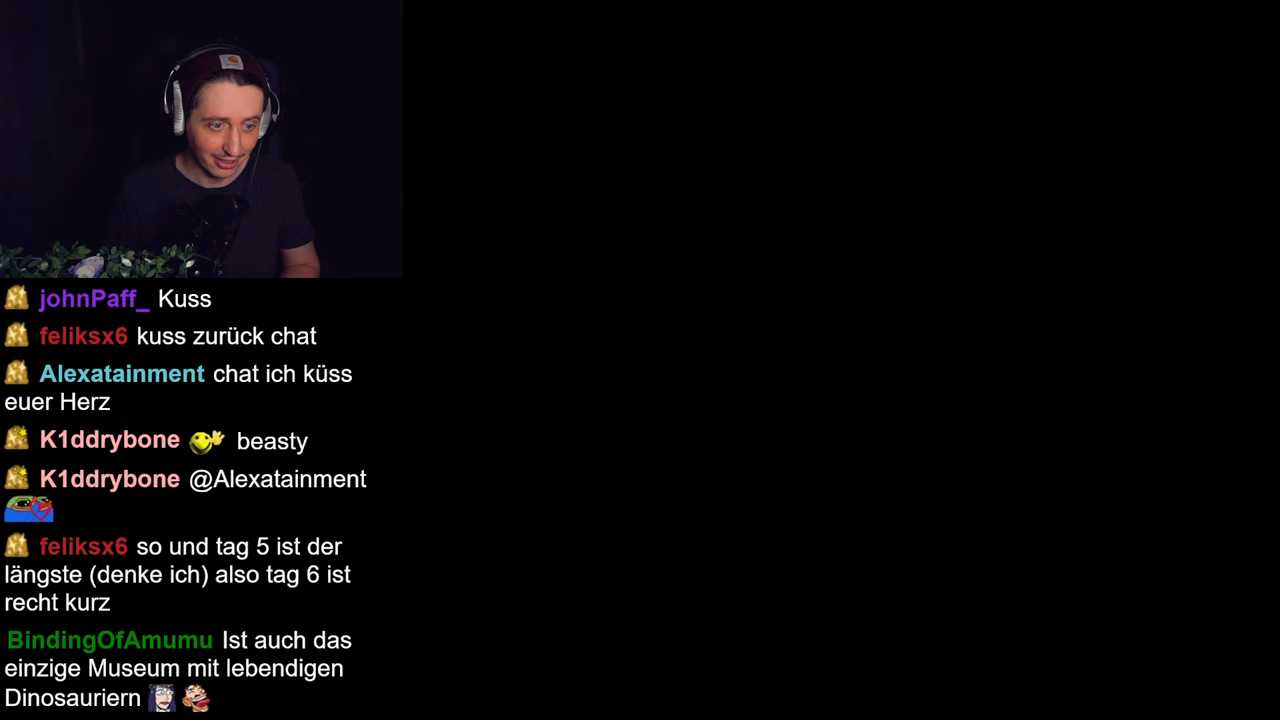 johnPaff_ Kuss
feliksx6 kuss zurück chat
Alexatainment chat ich küss
euer Herz
K1ddrybone beasty
K1ddrybone @Alexatainment
feliksx6 so und tag 5 ist der
längste (denke ich) also tag 6 ist
recht kurz
BindingOfAmumu Ist auch das
einzige Museum mit lebendigen
Dinosauriern